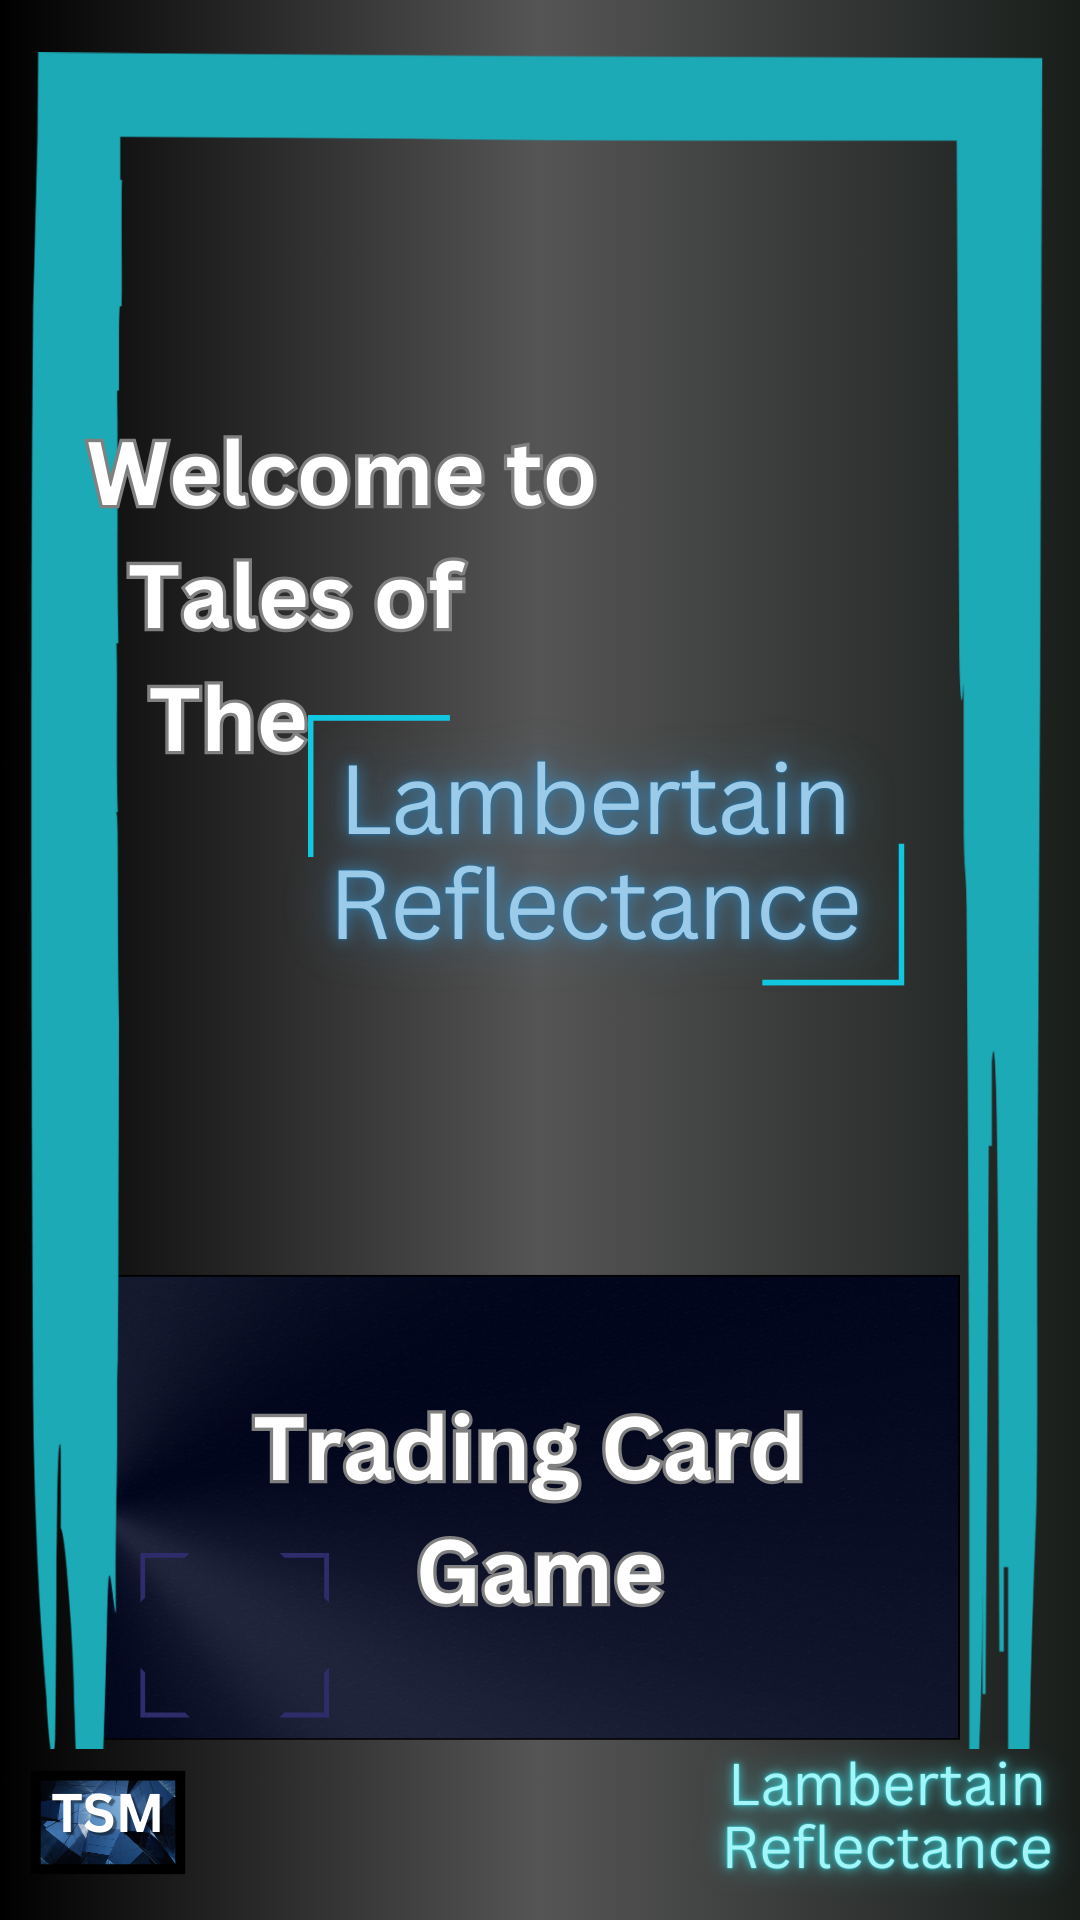 Welcome to
Tales of
The
Lambertain
Reflectance
Trading Card
Game
TSM
Lambertain
Reflectance